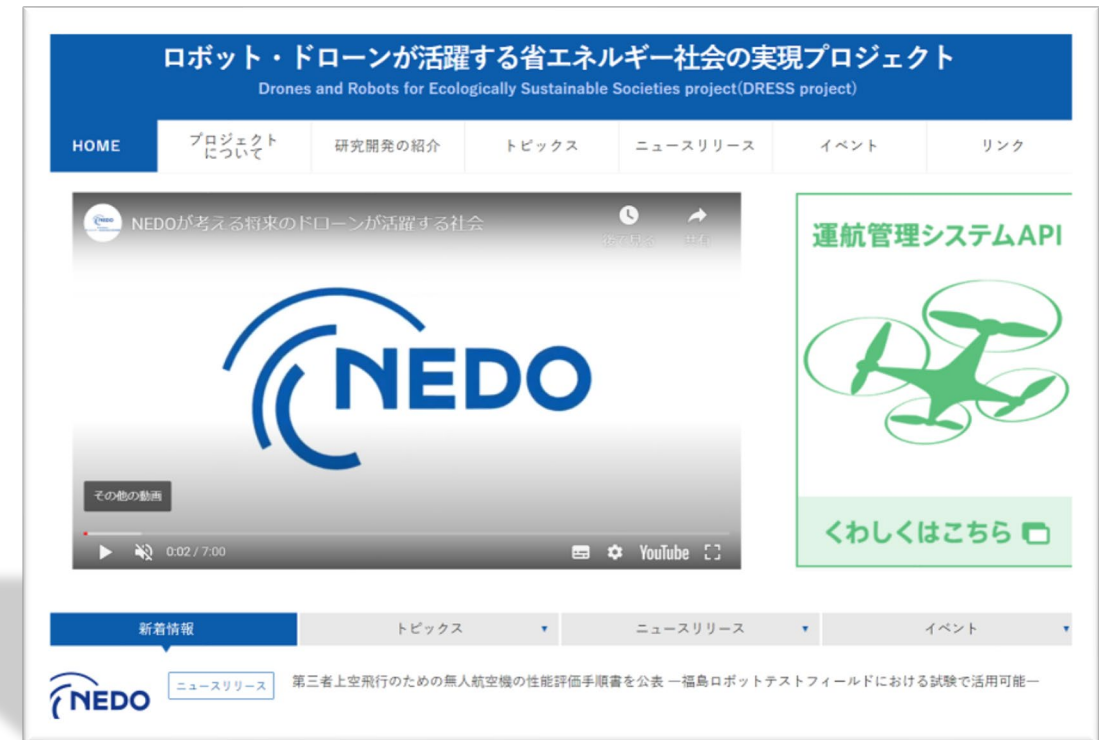 ロボット・ドローンが活躍する省エネルギー社会の実現プロジェクト
Drones and Robots for Ecologically Sustainable Societies project(DRESS project)
HOME
プロジェクト
について
研究開発の紹介
トピックス
ニュースリリース
イベント
リンク
NEDOが考える将来のドローンが活躍する社会
後で見る
共有
NEDO
その他の動画
0:02 / 7:00
YouTube
運航管理システムAPI
くわしくはこちら
新着情報
トピックス
ニュースリリース
イベント
NEDO
ニュースリリース
第三者上空飛行のための無人航空機の性能評価手順書を公表 ―福島ロボットテストフィールドにおける試験で活用可能―